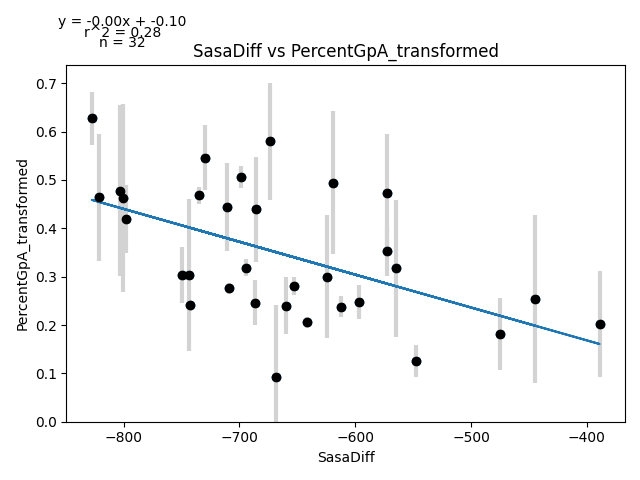 y = -0.00x + -0.10
r^2 = 0.28
n = 32
SasaDiff vs PercentGpA_transformed
0.7
0.6
0.5
0.4
0.3
0.2
0.1
0.0
PercentGpA_transformed
−800 −700 −600 −500 −400
SasaDiff